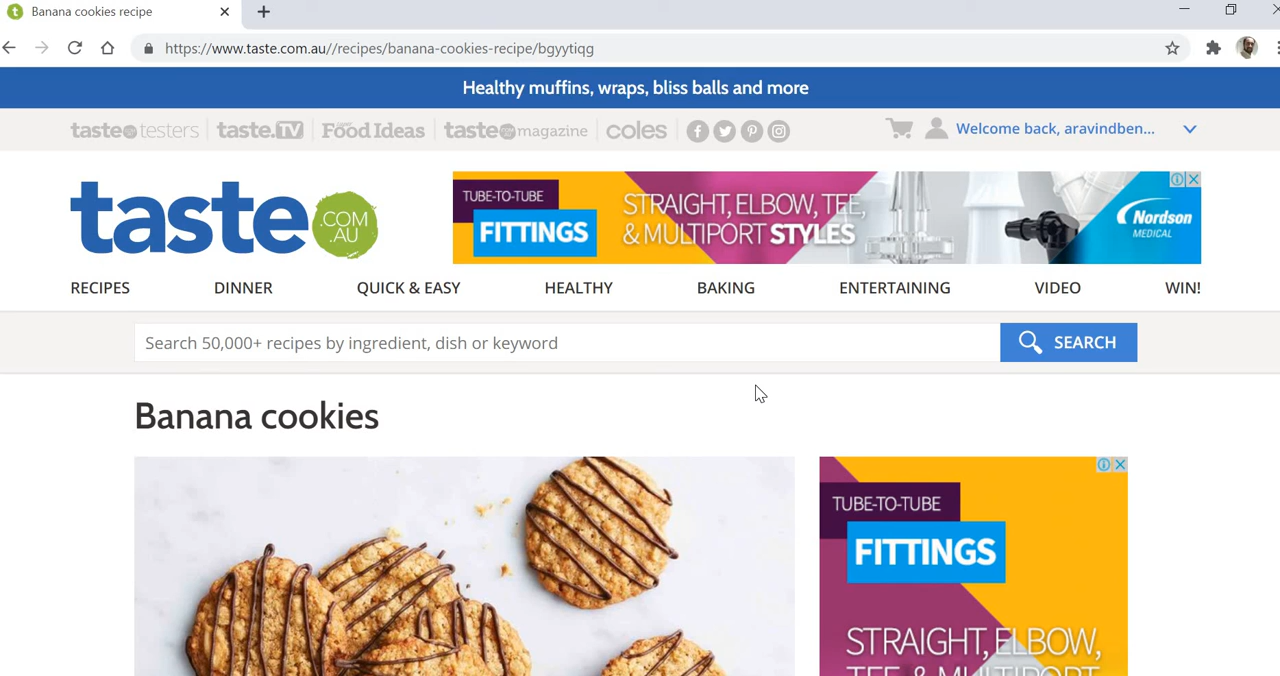 Banana cookies recipe
https://www.taste.com.au//recipes/banana-cookies-recipe/bgyytiqg
Healthy muffins, wraps, bliss balls and more
taste testers
taste.TV
Food Ideas
taste magazine
coles
Welcome back, aravindben...
taste
.COM
.AU
TUBE-TO-TUBE
FITTINGS
STRAIGHT, ELBOW, TEE,
& MULTIPORT STYLES
Nordson
MEDICAL
RECIPES DINNER QUICK & EASY HEALTHY BAKING ENTERTAINING VIDEO WIN!
Search 50,000+ recipes by ingredient, dish or keyword
SEARCH
Banana cookies
TUBE-TO-TUBE
FITTINGS
STRAIGHT, ELBOW,
TEE, & MULTIPORT